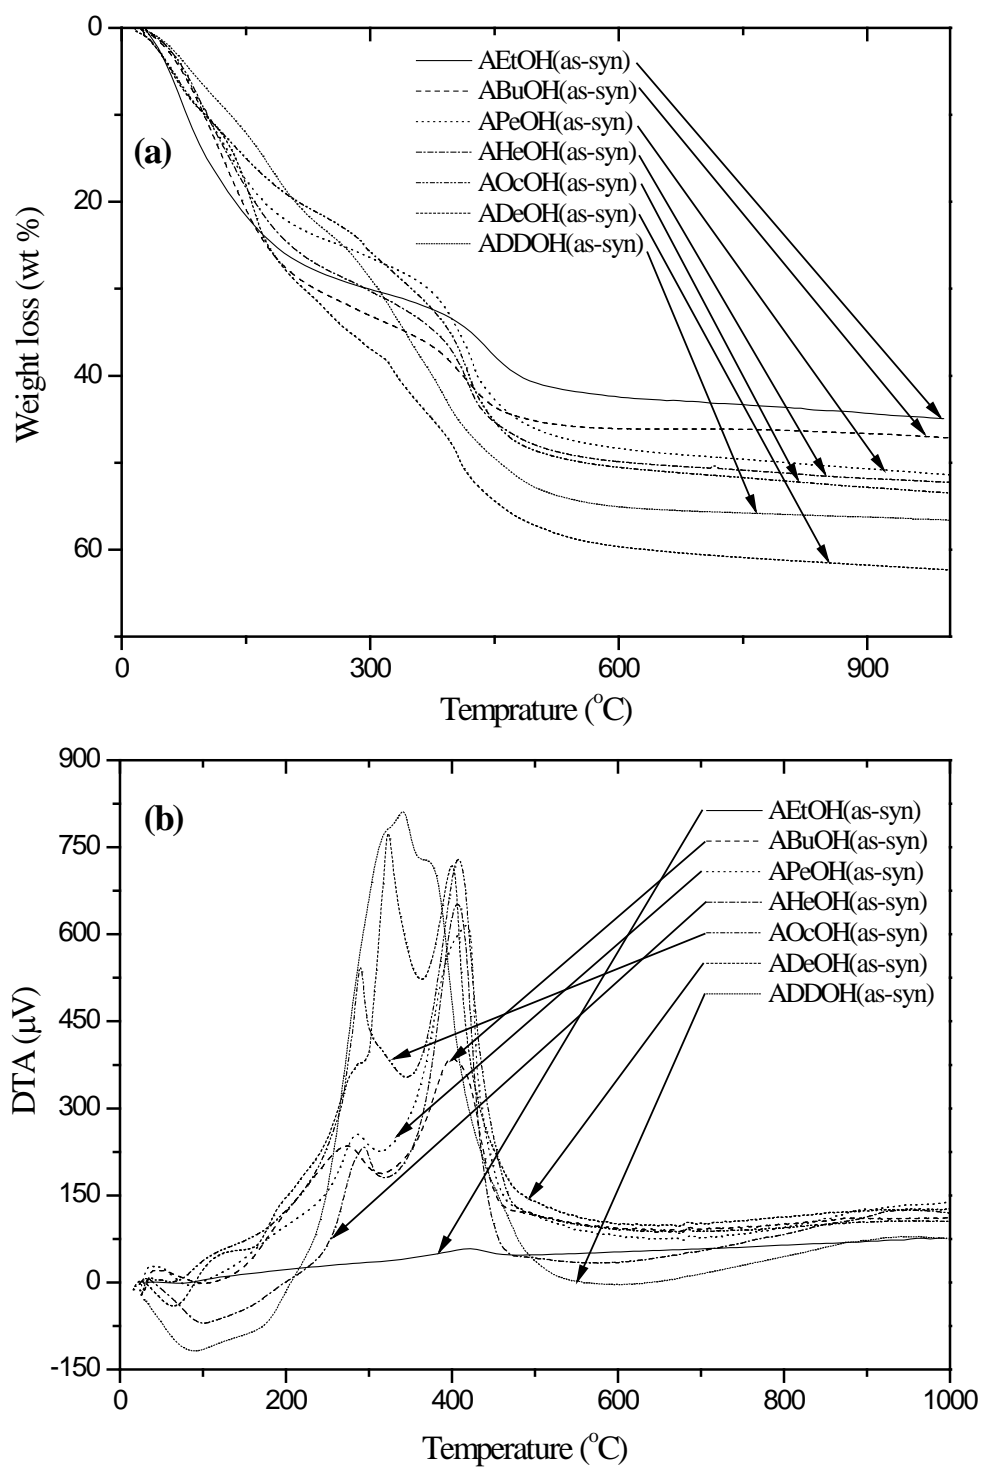 0
20
40
60
Weight loss (wt %)
(a)
AEtOH(as-syn)
ABuOH(as-syn)
APeOH(as-syn)
AHeOH(as-syn)
AOcOH(as-syn)
ADeOH(as-syn)
ADDOH(as-syn)
0 300 600 900
Temprature (°C)
900
750
600
450
300
150
0
-150
DTA (μV)
(b)
AEtOH(as-syn)
ABuOH(as-syn)
APeOH(as-syn)
AHeOH(as-syn)
AOcOH(as-syn)
ADeOH(as-syn)
ADDOH(as-syn)
0 200 400 600 800 1000
Temperature (°C)